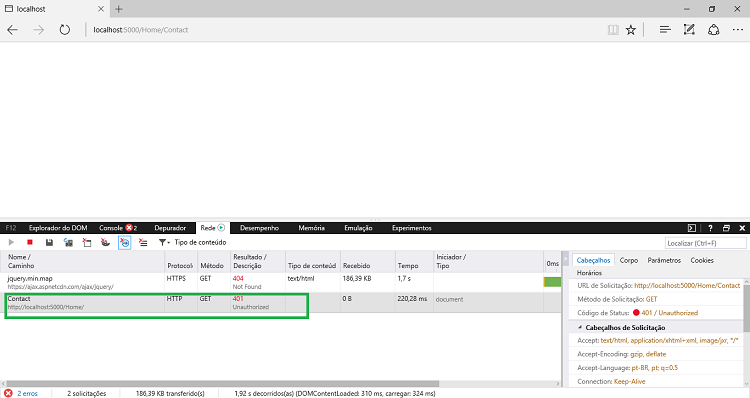 localhost
localhost:5000/Home/Contact
F12 Explorador do DOM Console 2 Depurador Rede Desempenho Memória Emulação Experimentos
Tipo de conteúdo
Localizar (Ctrl+F)
Nome / Caminho
Protocolo
Método
Resultado / Descrição
Tipo de conteúd
Recebido
Tempo
Iniciador / Tipo
0ms
jquery.min.map HTTPS GET 404 text/html 186,39 KB 1,7 s
https://ajax.aspnetcdn.com/ajax/jquery/ Not Found
Contact HTTP GET 401 0 B 220,28 ms document
http://localhost:5000/Home/ Unauthorized
Cabeçalhos Corpo Parâmetros Cookies
Horários
URL de Solicitação: http://localhost:5000/Home/Contact
Método de Solicitação: GET
Código de Status: 401 / Unauthorized
Cabeçalhos de Solicitação
Accept: text/html, application/xhtml+xml, image/jxr, */*
Accept-Encoding: gzip, deflate
Accept-Language: pt-BR, pt; q=0.5
Connection: Keep-Alive
2 erros 2 solicitações 186,39 KB transferido(s) 1,92 s decorridos(as) (DOMContentLoaded: 310 ms, carregar: 324 ms)